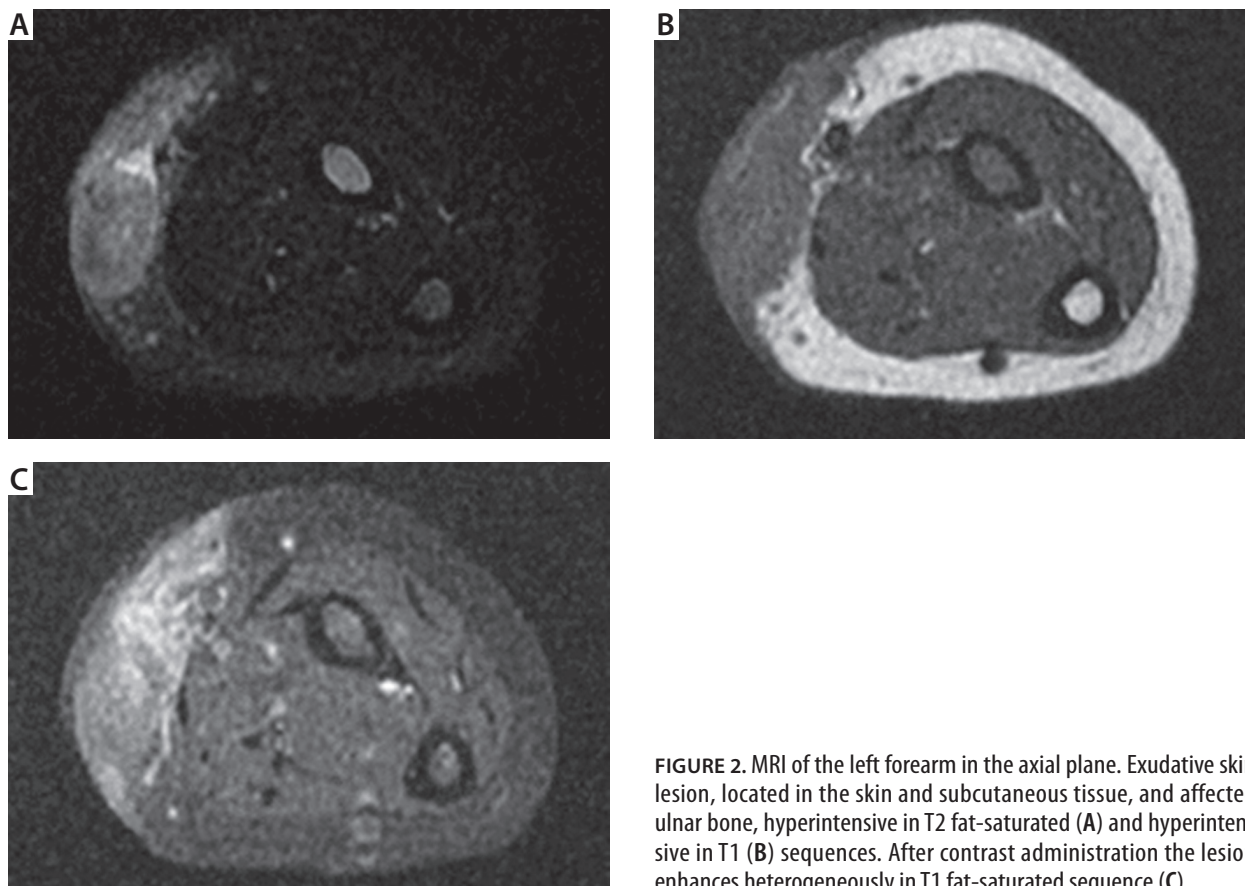 A
B
C
FIGURE 2. MRI of the left forearm in the axial plane. Exudative ski
lesion, located in the skin and subcutaneous tissue, and affecte
ulnar bone, hyperintensive in T2 fat-saturated (A) and hyperinten
sive in T1 (B) sequences. After contrast administration the lesio
enhances heterogeneously in T1 fat-saturated sequence (C)